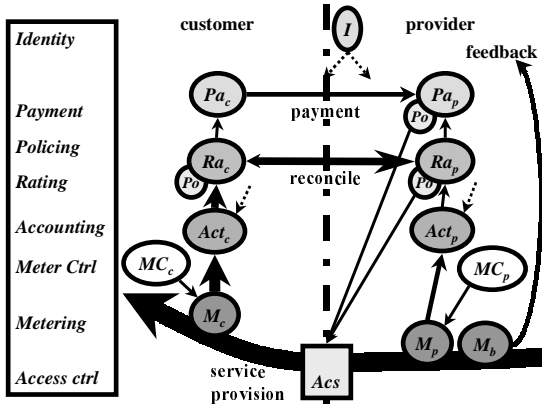 customer
provider
I
Identity
feedback
Pac
Pap
Payment
payment
Po
Policing
Rac
Rap
Rating
Po
reconcile
Po
Accounting
Actc
Actp
Meter Ctrl
MCc
MCp
Metering
Mc
Mp
Mb
Access ctrl
service
provision
Acs